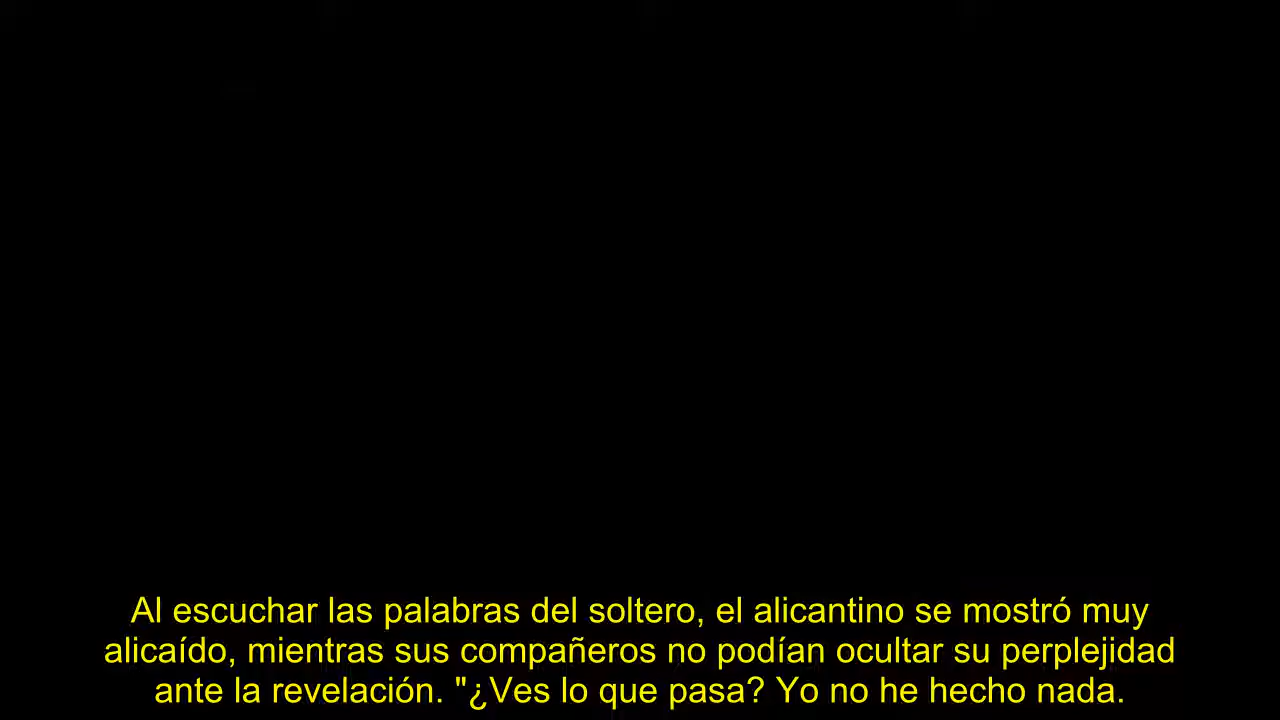 Al escuchar las palabras del soltero, el alicantino se mostró muy
alicaído, mientras sus compañeros no podían ocultar su perplejidad
ante la revelación. "¿Ves lo que pasa? Yo no he hecho nada.